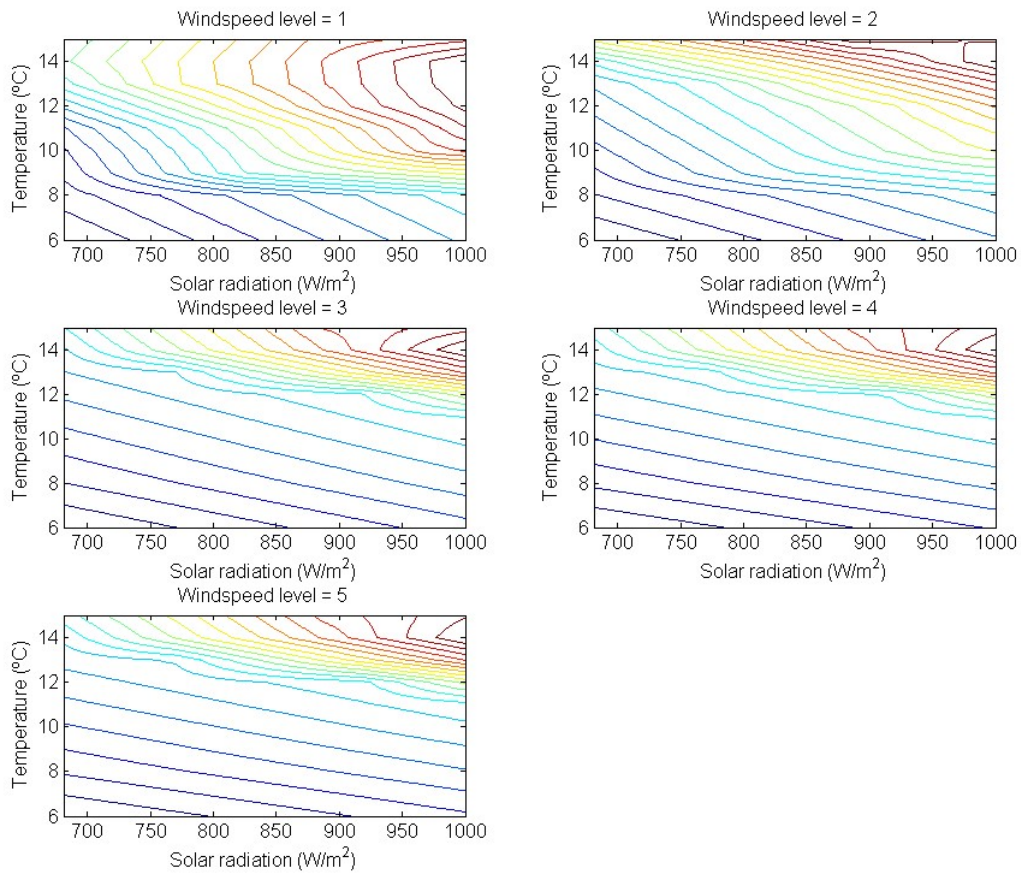 Windspeed level = 1
Temperature (ºC)
14
12
10
8
6
700 750 800 850 900 950 1000
Solar radiation (W/m²)
Windspeed level = 2
Temperature (ºC)
14
12
10
8
6
700 750 800 850 900 950 1000
Solar radiation (W/m²)
Windspeed level = 3
Temperature (ºC)
14
12
10
8
6
700 750 800 850 900 950 1000
Solar radiation (W/m²)
Windspeed level = 4
Temperature (ºC)
14
12
10
8
6
700 750 800 850 900 950 1000
Solar radiation (W/m²)
Windspeed level = 5
Temperature (ºC)
14
12
10
8
6
700 750 800 850 900 950 1000
Solar radiation (W/m²)